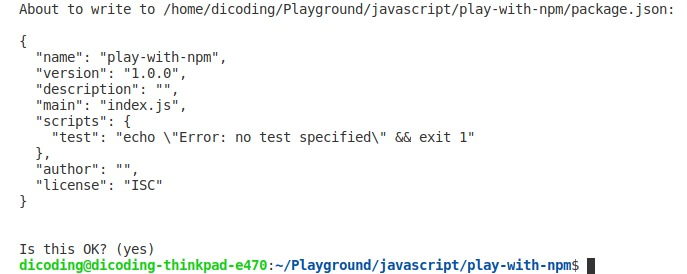 About to write to /home/dicoding/Playground/javascript/play-with-npm/package.json:
{
"name": "play-with-npm",
"version": "1.0.0",
"description": "",
"main": "index.js",
"scripts": {
"test": "echo \"Error: no test specified\" && exit 1"
},
"author": "",
"license": "ISC"
}
Is this OK? (yes)
dicoding@dicoding-thinkpad-e470:~/Playground/javascript/play-with-npm$